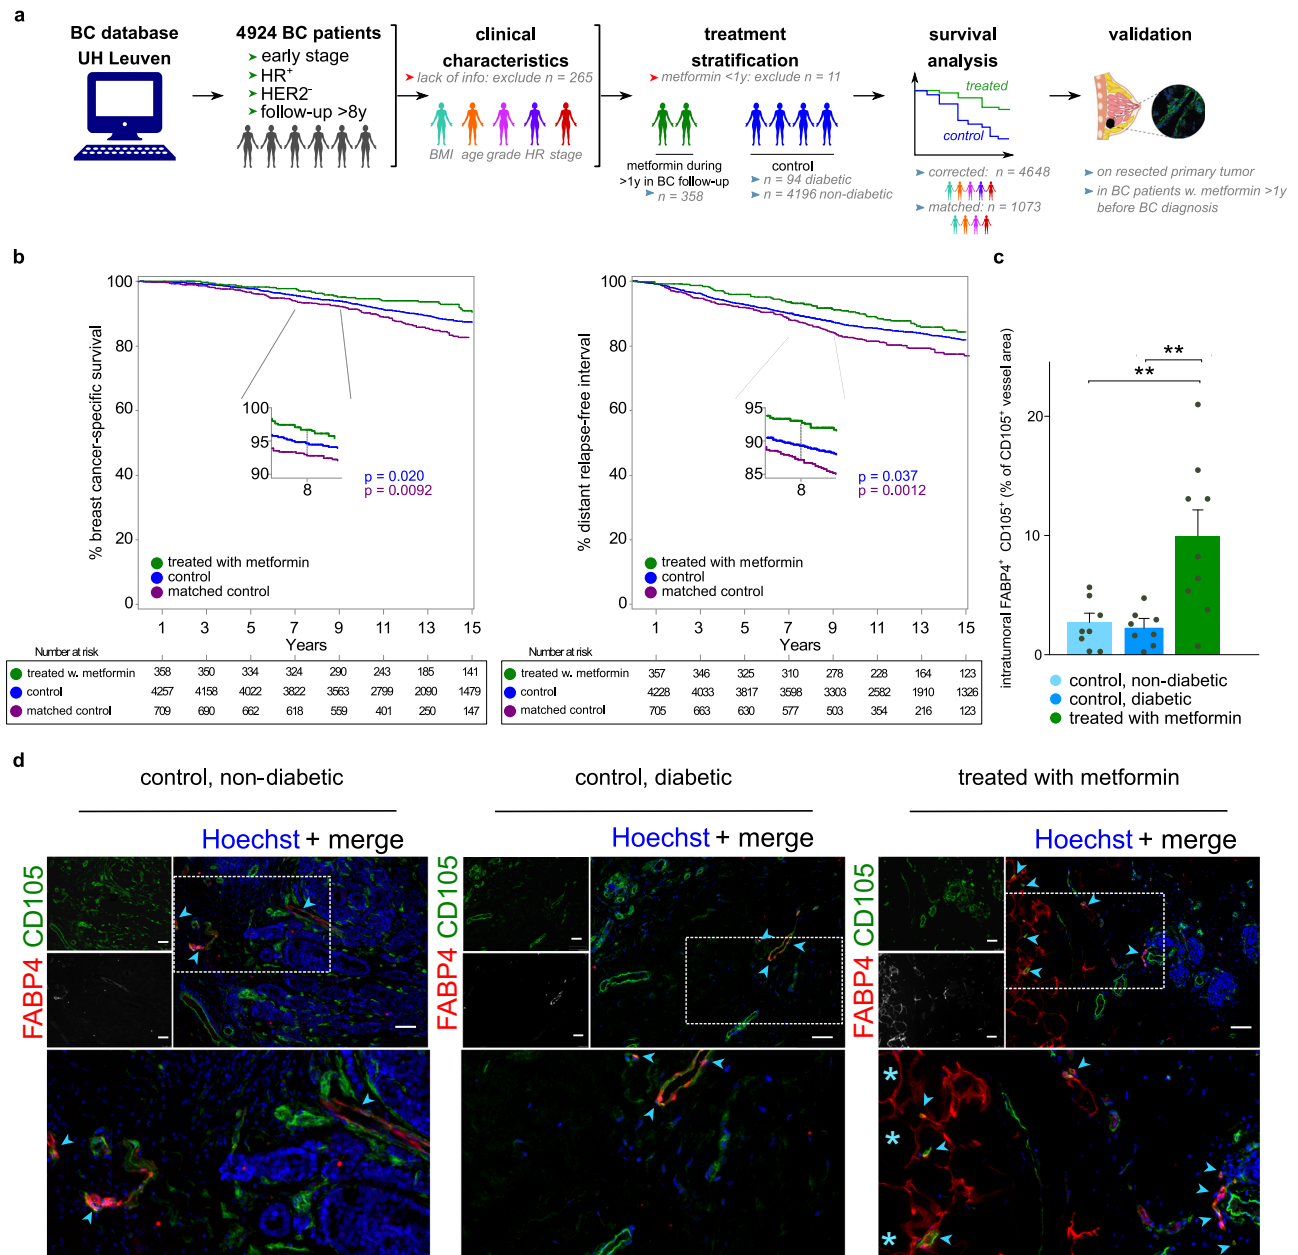 a
BC database
UH Leuven
4924 BC patients
early stage
HR⁺
HER2⁻
follow-up >8y
clinical
characteristics
lack of info: exclude n = 265
BMI age grade HR stage
treatment
stratification
metformin <1y: exclude n = 11
metformin during
>1y in BC follow-up
n = 358
control
n = 94 diabetic
n = 4196 non-diabetic
survival
analysis
treated
control
corrected: n = 4648
matched: n = 1073
validation
on resected primary tumor
in BC patients w. metformin >1y
before BC diagnosis
b
% breast cancer-specific survival
100
80
60
40
20
0
100
95
90
8
p = 0.020
p = 0.0092
treated with metformin
control
matched control
1 3 5 7 9 11 13 15
Years
Number at risk
treated w. metformin 358 350 334 324 290 243 185 141
control 4257 4158 4022 3822 3563 2799 2090 1479
matched control 709 690 662 618 559 401 250 147
% distant relapse-free interval
100
80
60
40
20
0
95
90
85
8
p = 0.037
p = 0.0012
treated with metformin
control
matched control
1 3 5 7 9 11 13 15
Years
Number at risk
treated w. metformin 357 346 325 310 278 228 164 123
control 4228 4033 3817 3598 3303 2582 1910 1326
matched control 705 663 630 577 503 354 216 123
c
intratumoral FABP4⁺ CD105⁺ (% of CD105⁺ vessel area)
20
10
0
**
**
control, non-diabetic
control, diabetic
treated with metformin
d
control, non-diabetic
Hoechst + merge
FABP4 CD105
control, diabetic
Hoechst + merge
FABP4 CD105
treated with metformin
Hoechst + merge
FABP4 CD105
*
*
*